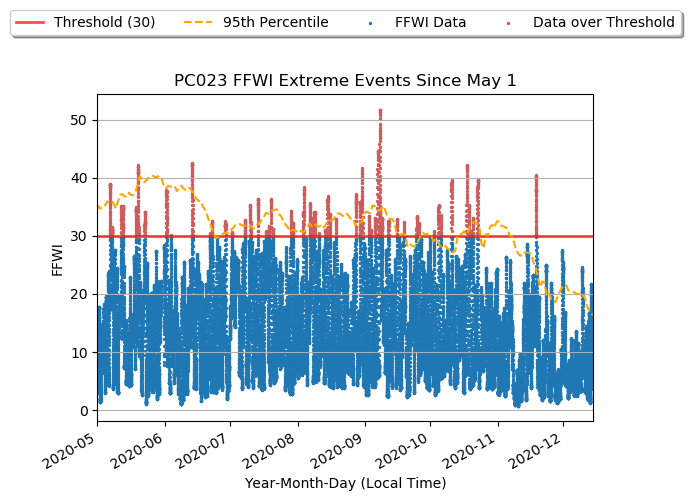 Threshold (30) 95th Percentile FFWI Data Data over Threshold
PC023 FFWI Extreme Events Since May 1
FFWI
50
40
30
20
10
0
2020-05 2020-06 2020-07 2020-08 2020-09 2020-10 2020-11 2020-12
Year-Month-Day (Local Time)